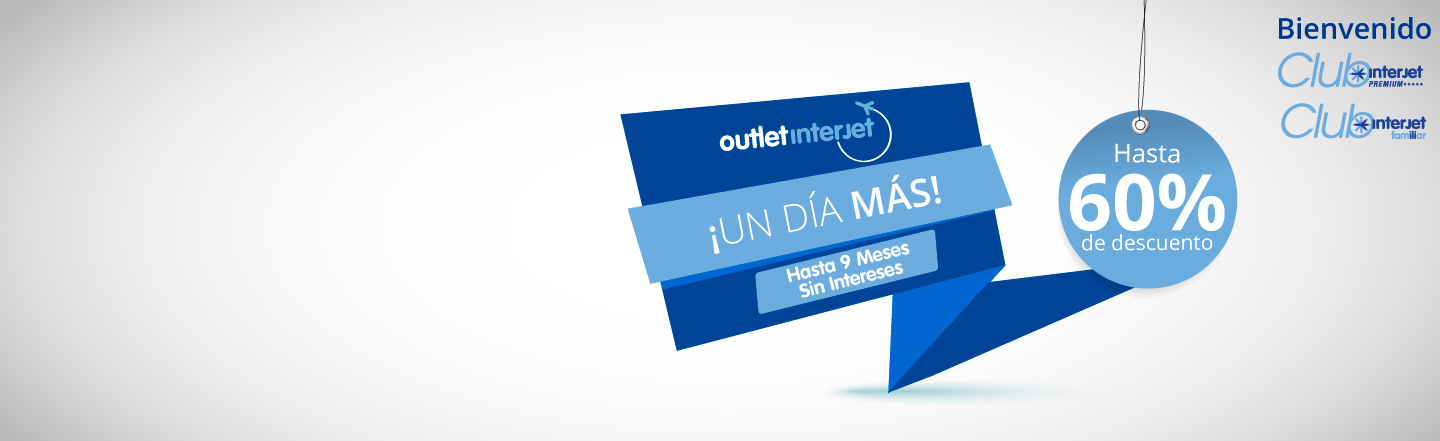 outlet interjet
¡UN DÍA MÁS!
Hasta 9 Meses
Sin Intereses
Hasta
60%
de descuento
Bienvenido
Club interjet
PREMIUM
Club interjet
familiar